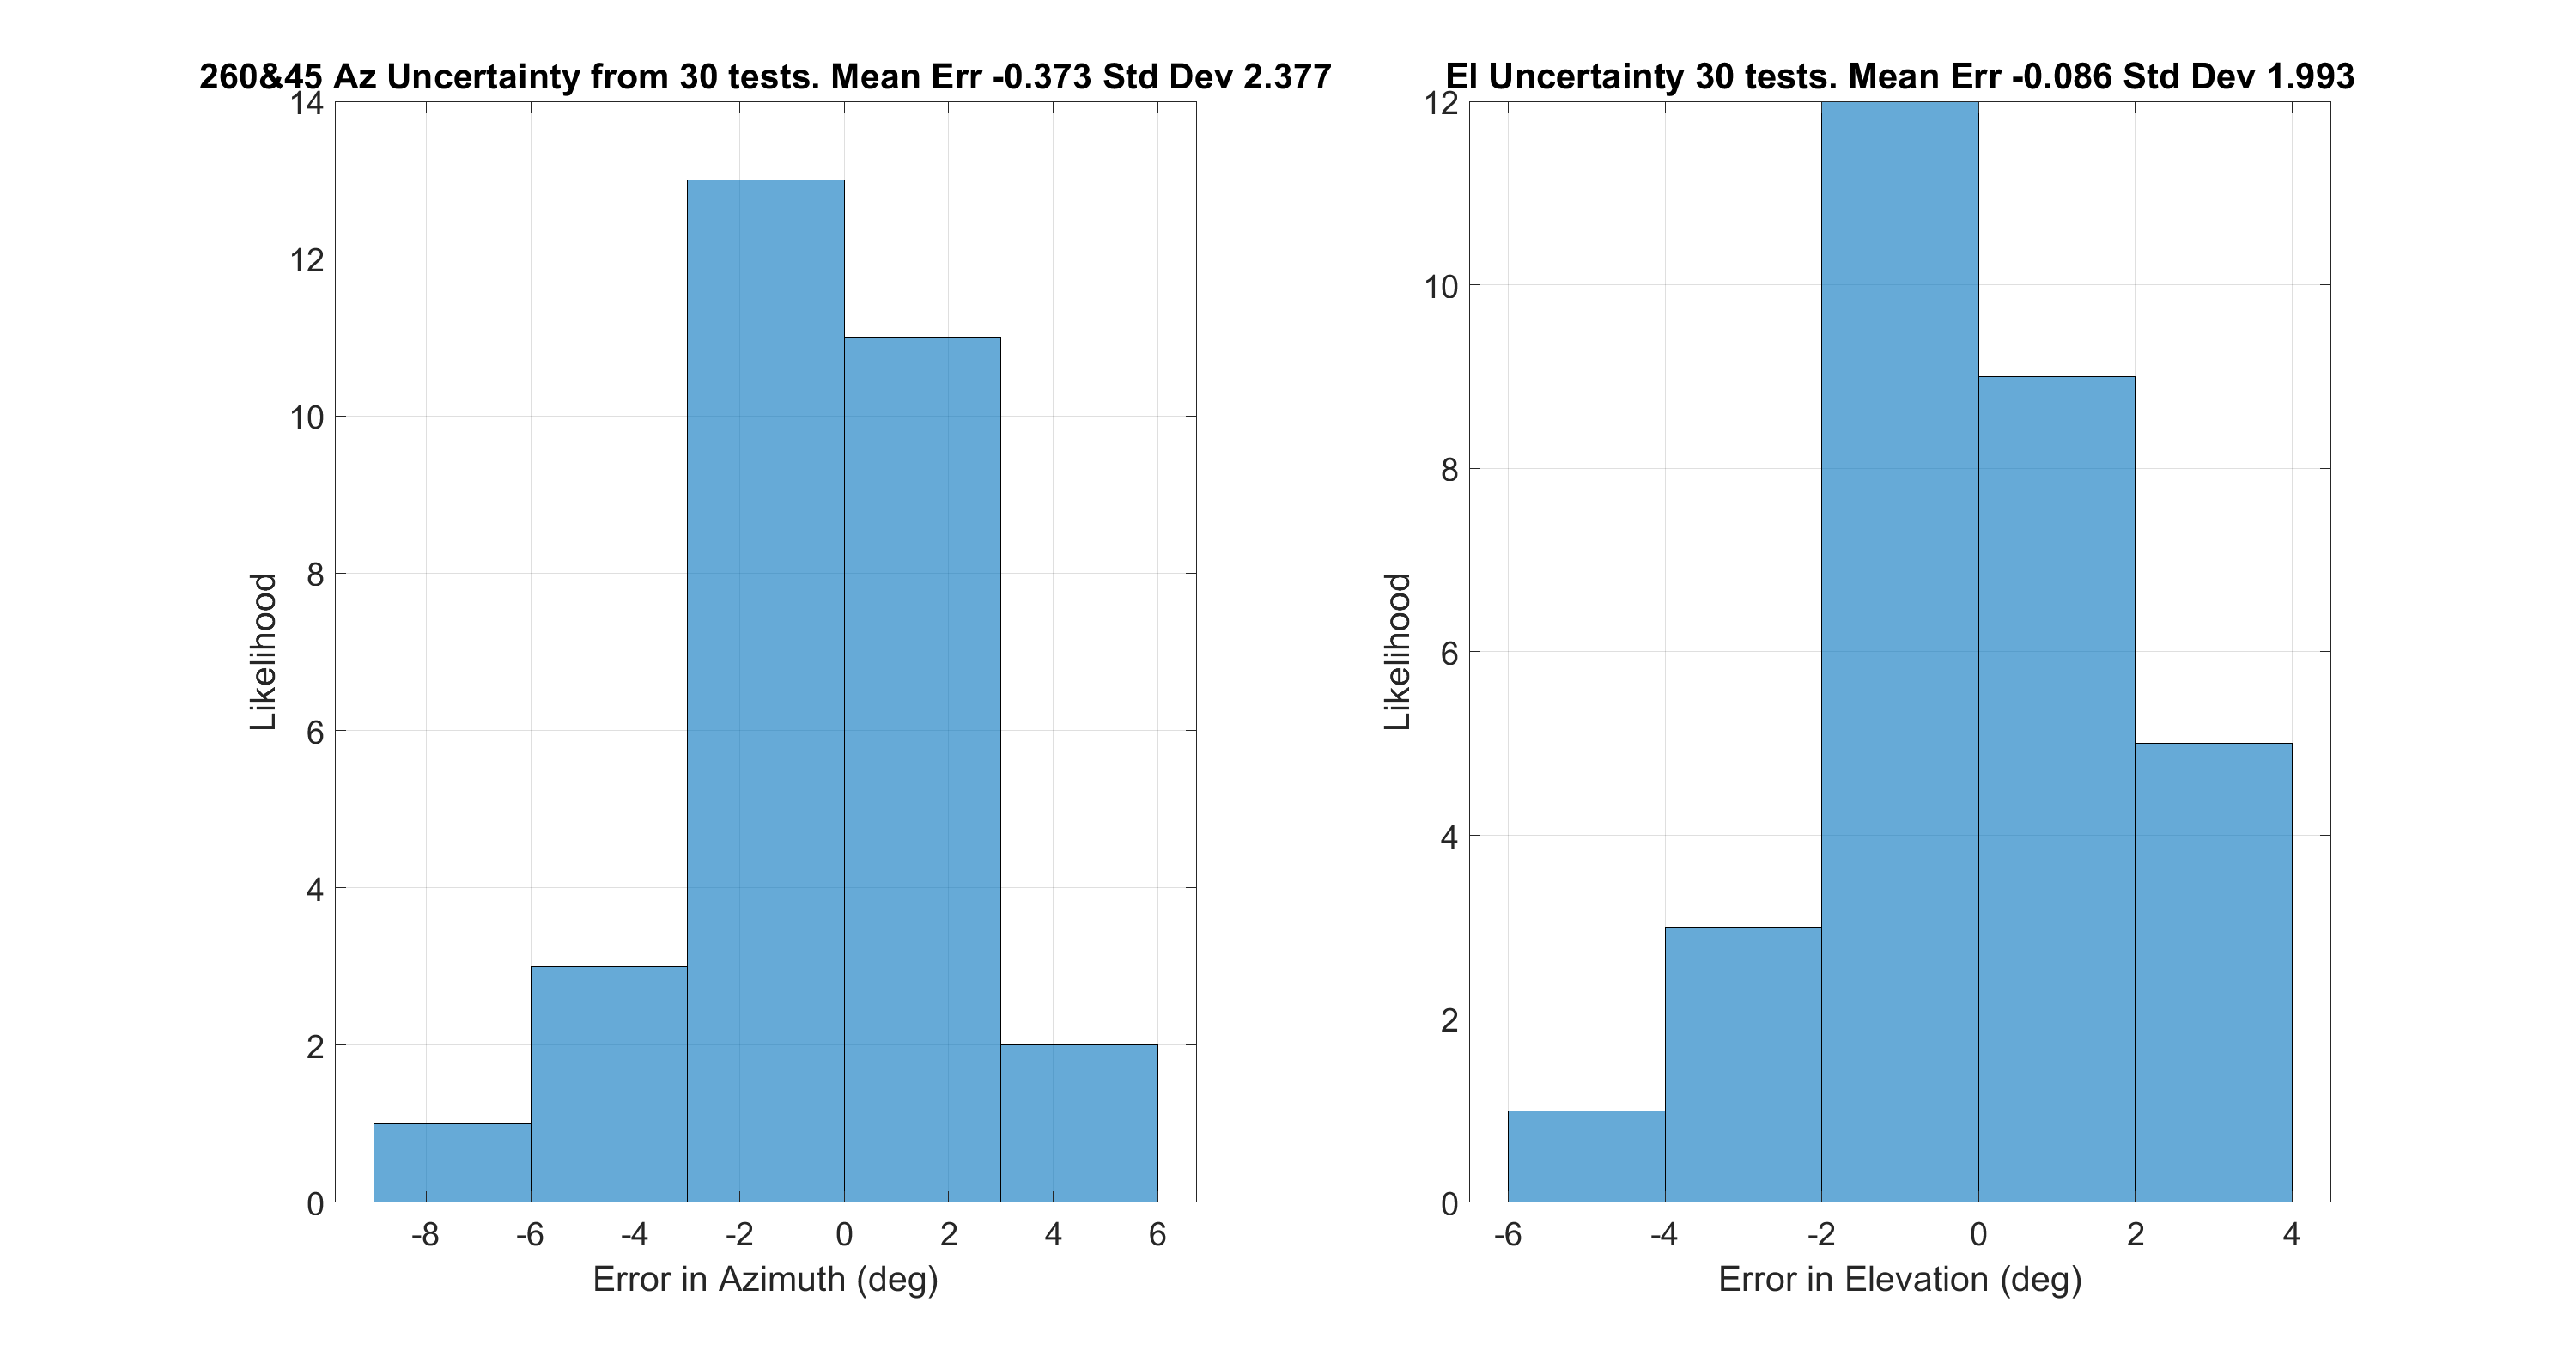 260&45 Az Uncertainty from 30 tests. Mean Err -0.373 Std Dev 2.377
14
12
10
8
6
4
2
0
Likelihood
-8 -6 -4 -2 0 2 4 6
Error in Azimuth (deg)
El Uncertainty 30 tests. Mean Err -0.086 Std Dev 1.993
12
10
8
6
4
2
0
Likelihood
-6 -4 -2 0 2 4
Error in Elevation (deg)